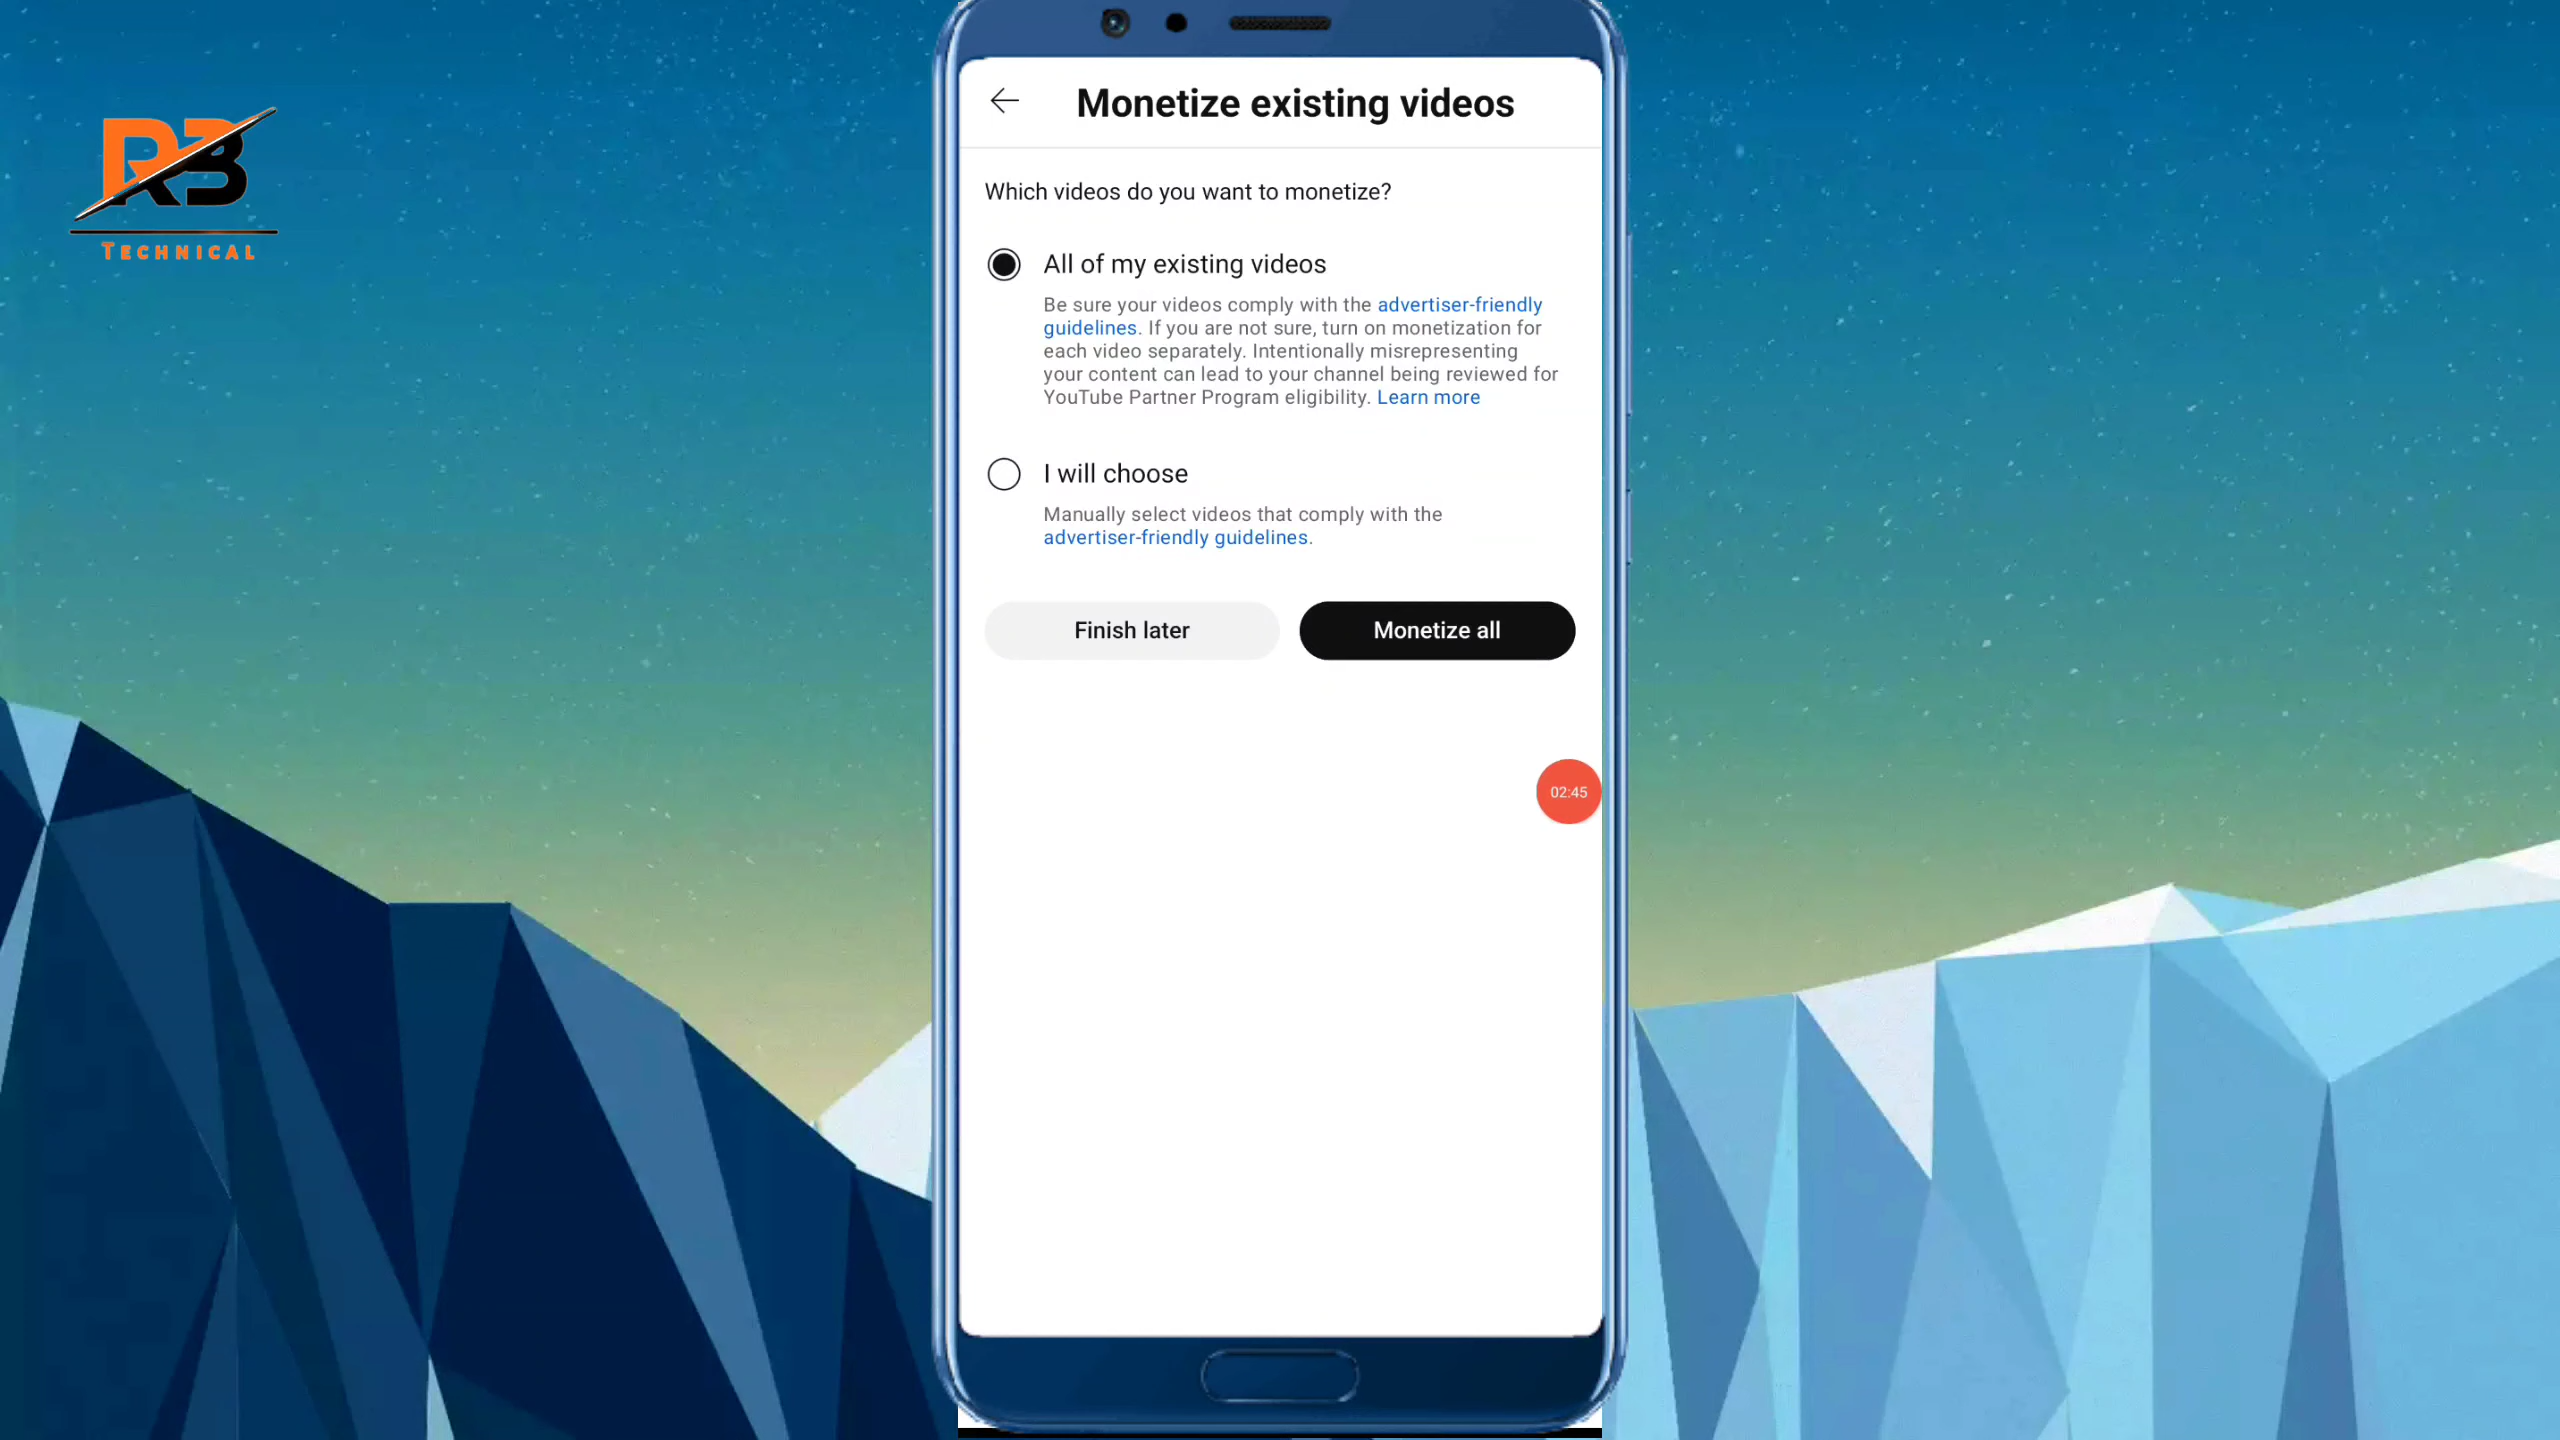 RB
TECHNICAL
Monetize existing videos
Which videos do you want to monetize?
All of my existing videos
Be sure your videos comply with the advertiser-friendly
guidelines. If you are not sure, turn on monetization for
each video separately. Intentionally misrepresenting
your content can lead to your channel being reviewed for
YouTube Partner Program eligibility. Learn more
I will choose
Manually select videos that comply with the
advertiser-friendly guidelines.
Finish later
Monetize all
02:45